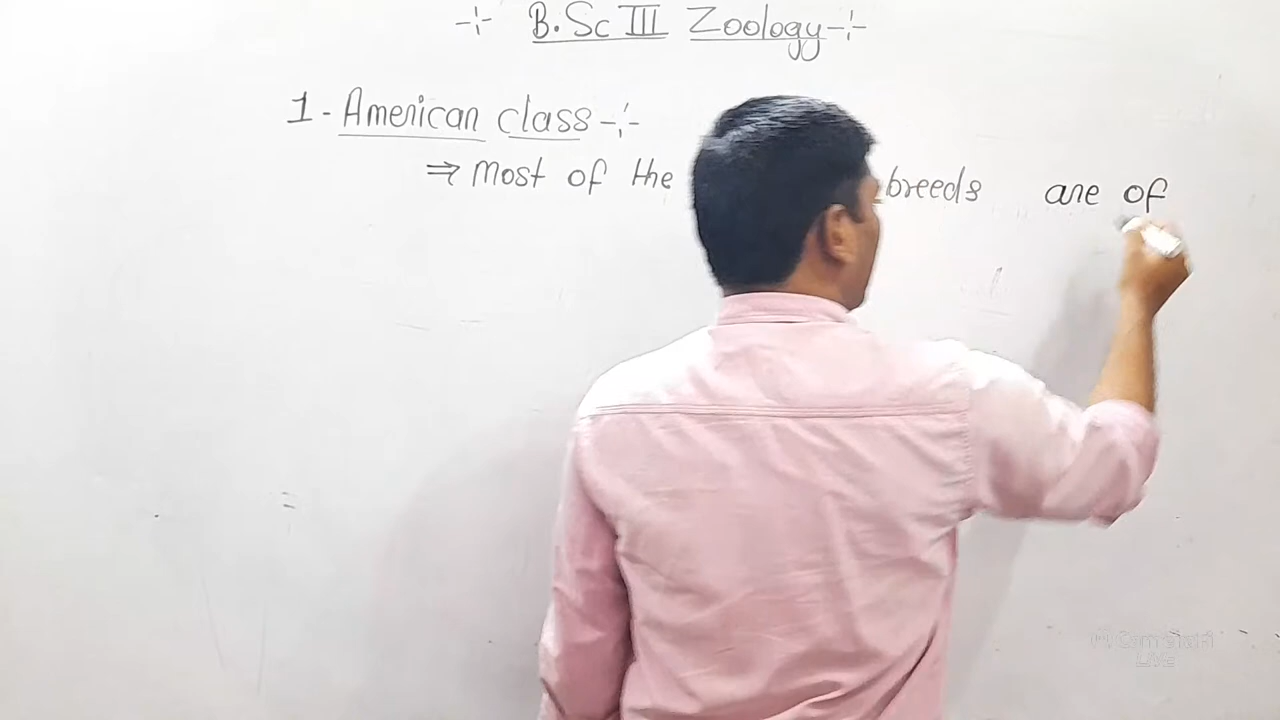 B.Sc III Zoology
1 - American class
⇒ Most of the breeds are of